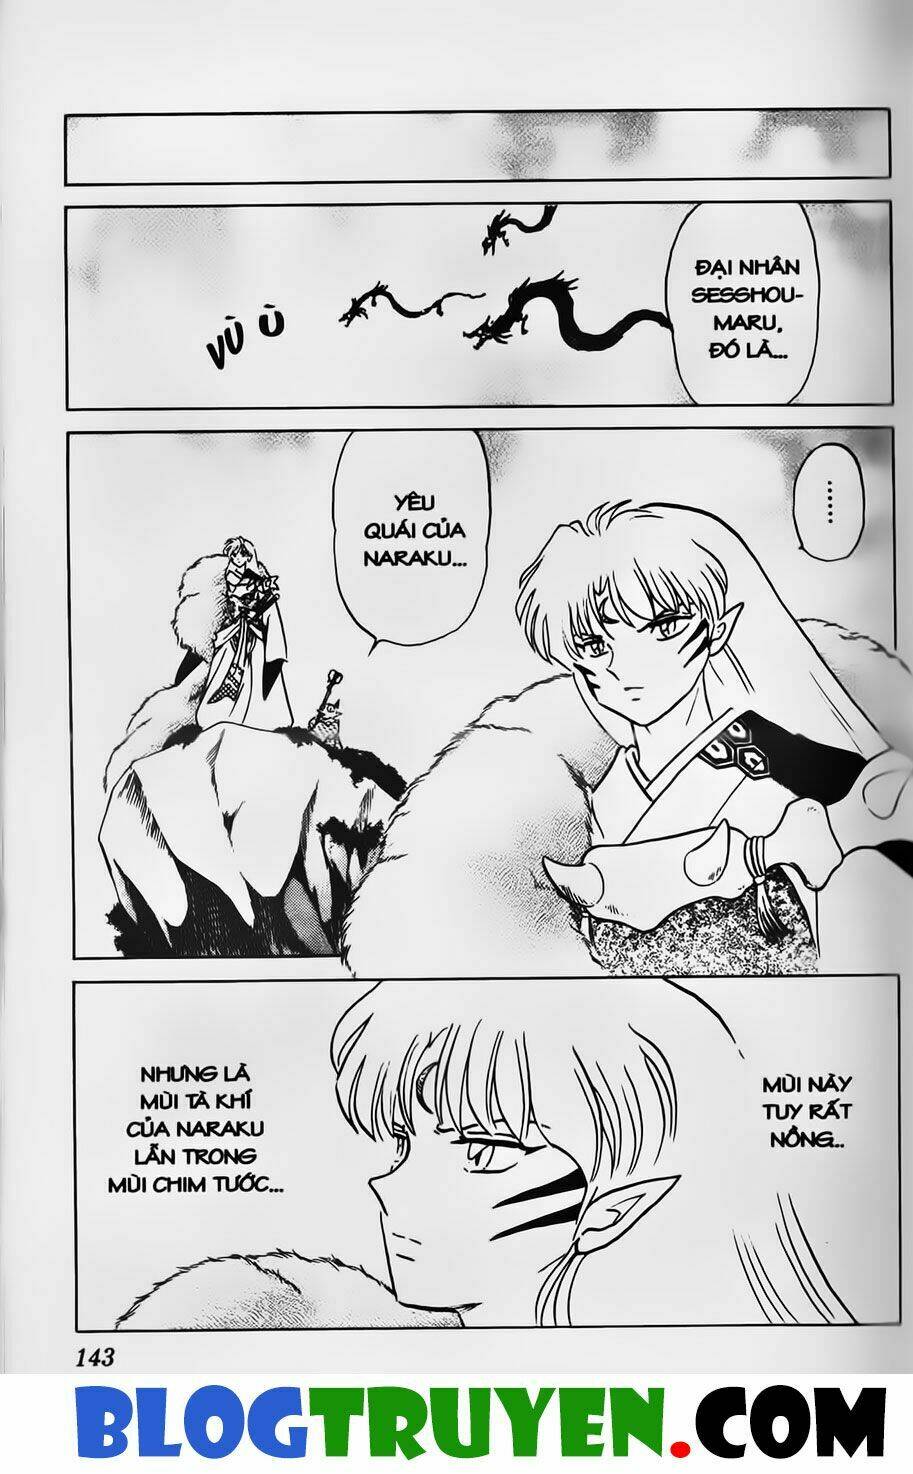 ĐẠI NHÂN
SESSHOU-
MARU,
ĐÓ LÀ...
VÙ Ù
........
YÊU
QUÁI CỦA
NARAKU...
MÙI NÀY
TUY RẤT
NỒNG...
NHƯNG LÀ
MÙI TÀ KHÍ
CỦA NARAKU
LẪN TRONG
MÙI CHIM TƯỚC...
143
BLOGTRUYEN.COM